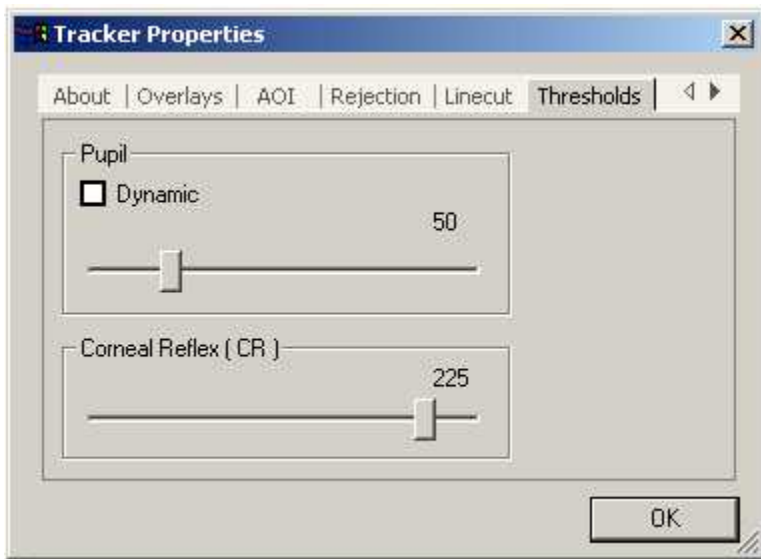 Tracker Properties
About | Overlays | AOI | Rejection | Linecut Thresholds
Pupil
Dynamic
50
Corneal Reflex ( CR )
225
OK